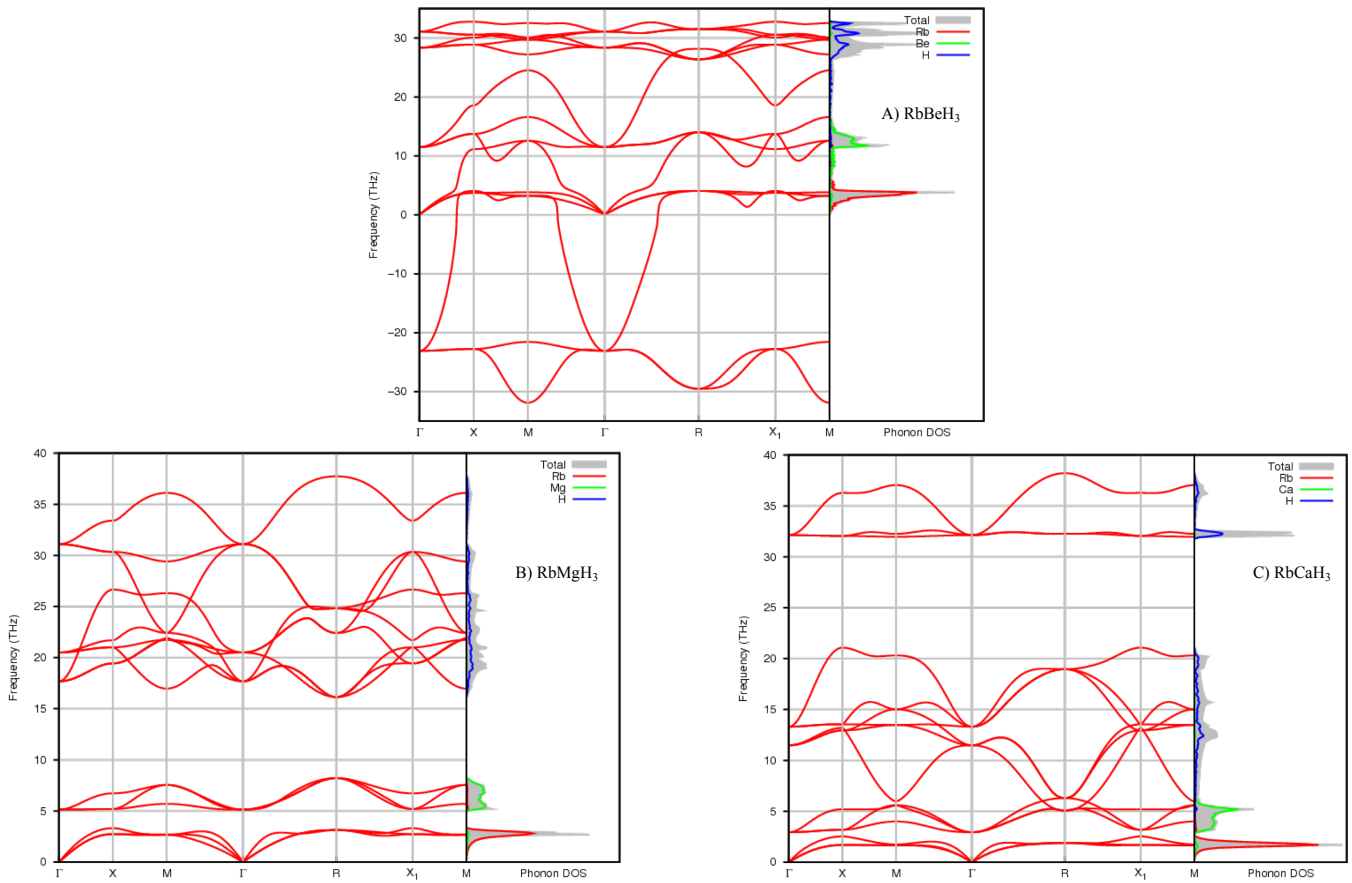 Total
Rb
Be
H
A) RbBeH₃
30
20
10
0
−10
−20
−30
Frequency (THz)
Γ X M Γ R X₁ M Phonon DOS
40
35
30
25
20
15
10
5
0
Frequency (THz)
Total
Rb
Mg
H
B) RbMgH₃
Γ X M Γ R X₁ M Phonon DOS
40
35
30
25
20
15
10
5
0
Frequency (THz)
Total
Rb
Ca
H
C) RbCaH₃
Γ X M Γ R X₁ M Phonon DOS